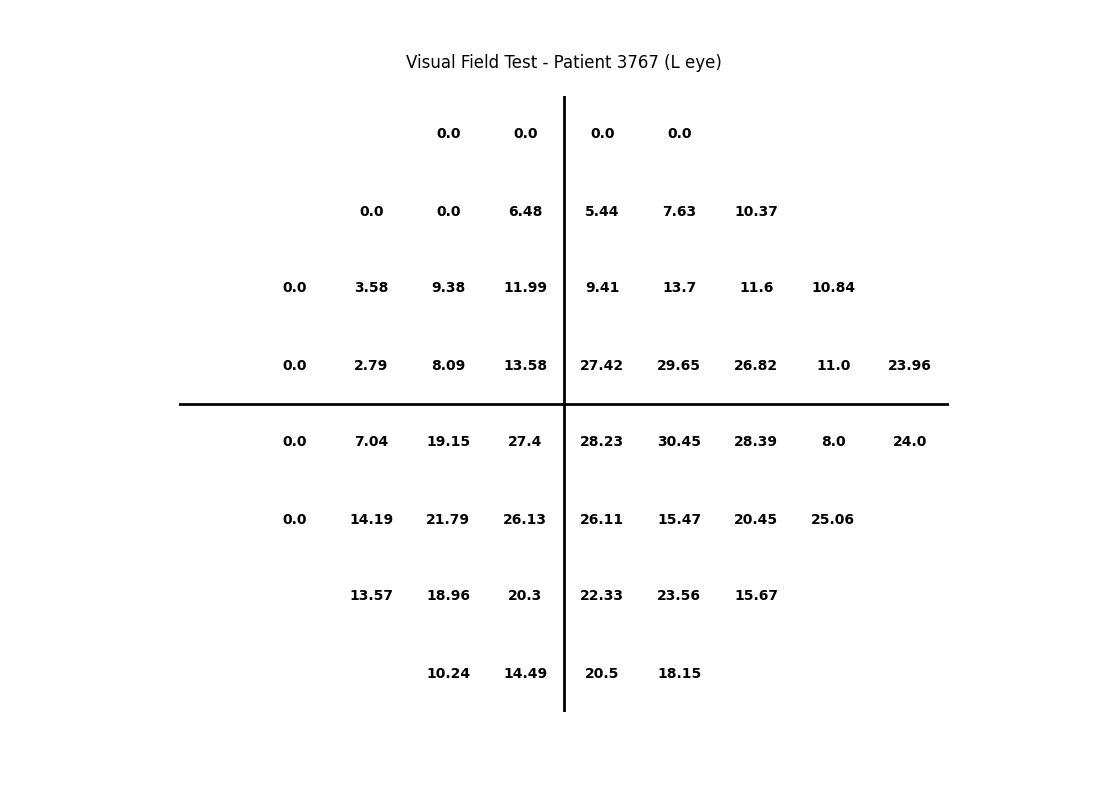 Visual Field Test - Patient 3767 (L eye)
0.0 0.0 0.0 0.0
0.0 0.0 6.48 5.44 7.63 10.37
0.0 3.58 9.38 11.99 9.41 13.7 11.6 10.84
0.0 2.79 8.09 13.58 27.42 29.65 26.82 11.0 23.96
0.0 7.04 19.15 27.4 28.23 30.45 28.39 8.0 24.0
0.0 14.19 21.79 26.13 26.11 15.47 20.45 25.06
13.57 18.96 20.3 22.33 23.56 15.67
10.24 14.49 20.5 18.15